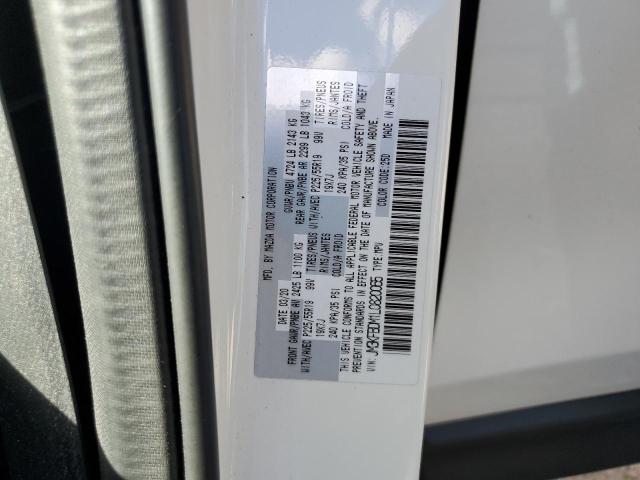 MFD. BY MAZDA MOTOR CORPORATION
DATE 03/20 GVWR/PNBV 4724 LB 2143 KG
FRONT GAWR/PNBE AV 2425 LB 1100 KG REAR GAWR/PNBE AR 2299 LB 1043 KG
WITH/AVEC P225/55R19 99V TIRES/PNEUS WITH/AVEC P225/55R19 99V TIRES/PNEUS
19X7J RIMS/JANTES 19X7J RIMS/JANTES
240 KPA/35 PSI COLD/A FROID 240 KPA/35 PSI COLD/A FROID
THIS VEHICLE CONFORMS TO ALL APPLICABLE FEDERAL MOTOR VEHICLE SAFETY AND THEFT
PREVENTION STANDARDS IN EFFECT ON THE DATE OF MANUFACTURE SHOWN ABOVE.
VIN: JM3KFBDM1L0820065 TYPE: MPV COLOR CODE: 25D MADE IN JAPAN